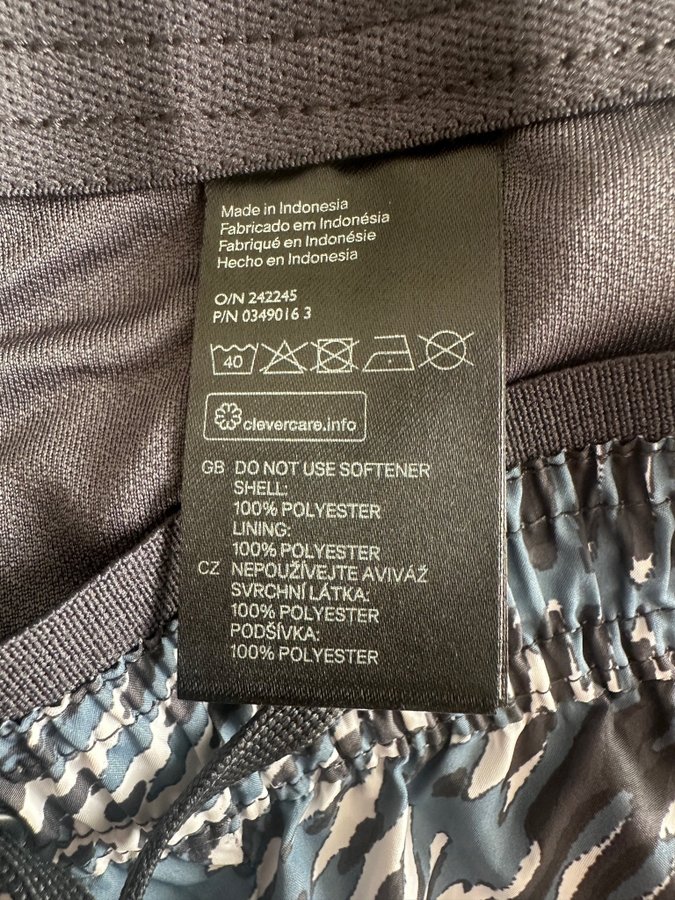 Made in Indonesia
Fabricado em Indonésia
Fabriqué en Indonésie
Hecho en Indonesia
O/N 242245
P/N 0349016 3
40
clevercare.info
GB DO NOT USE SOFTENER
SHELL:
100% POLYESTER
LINING:
100% POLYESTER
CZ NEPOUŽÍVEJTE AVIVÁŽ
SVRCHNÍ LÁTKA:
100% POLYESTER
PODŠÍVKA:
100% POLYESTER